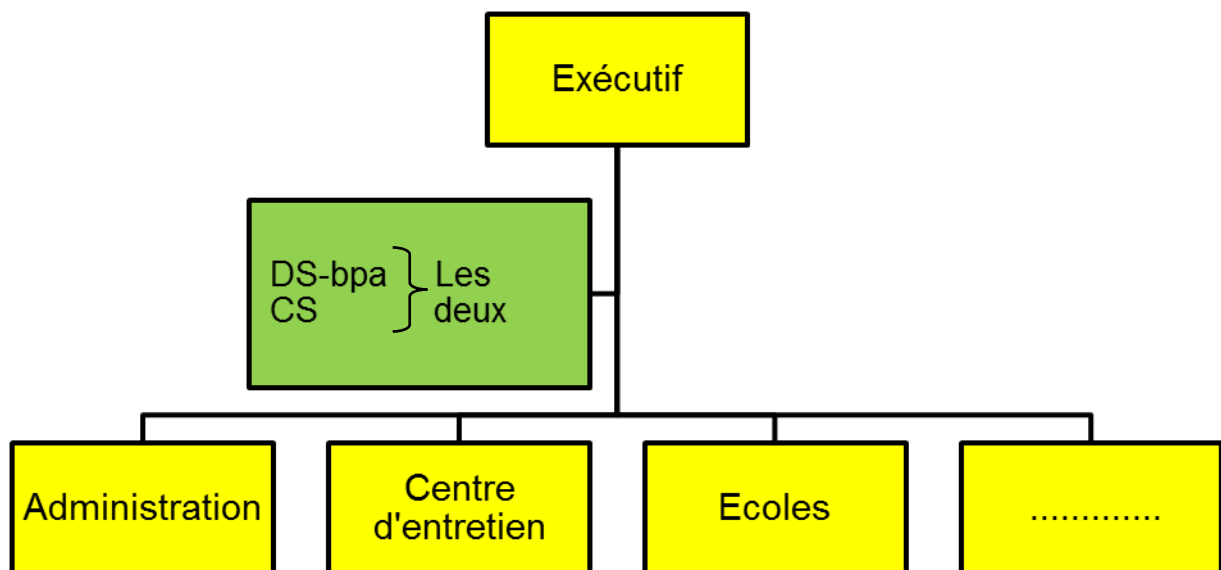 Exécutif
DS-bpa } Les
CS deux
Administration
Centre
d'entretien
Ecoles
.............